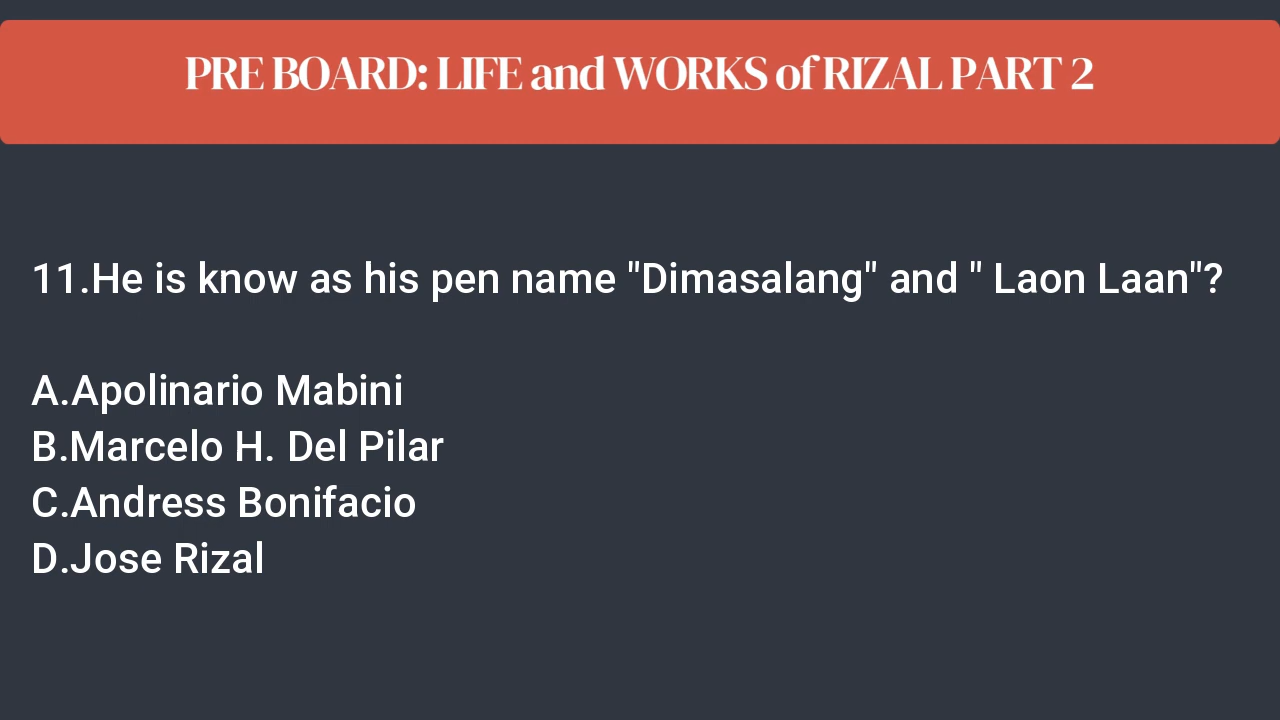 PRE BOARD: LIFE and WORKS of RIZAL PART 2
11.He is know as his pen name "Dimasalang" and " Laon Laan"?
A.Apolinario Mabini
B.Marcelo H. Del Pilar
C.Andress Bonifacio
D.Jose Rizal